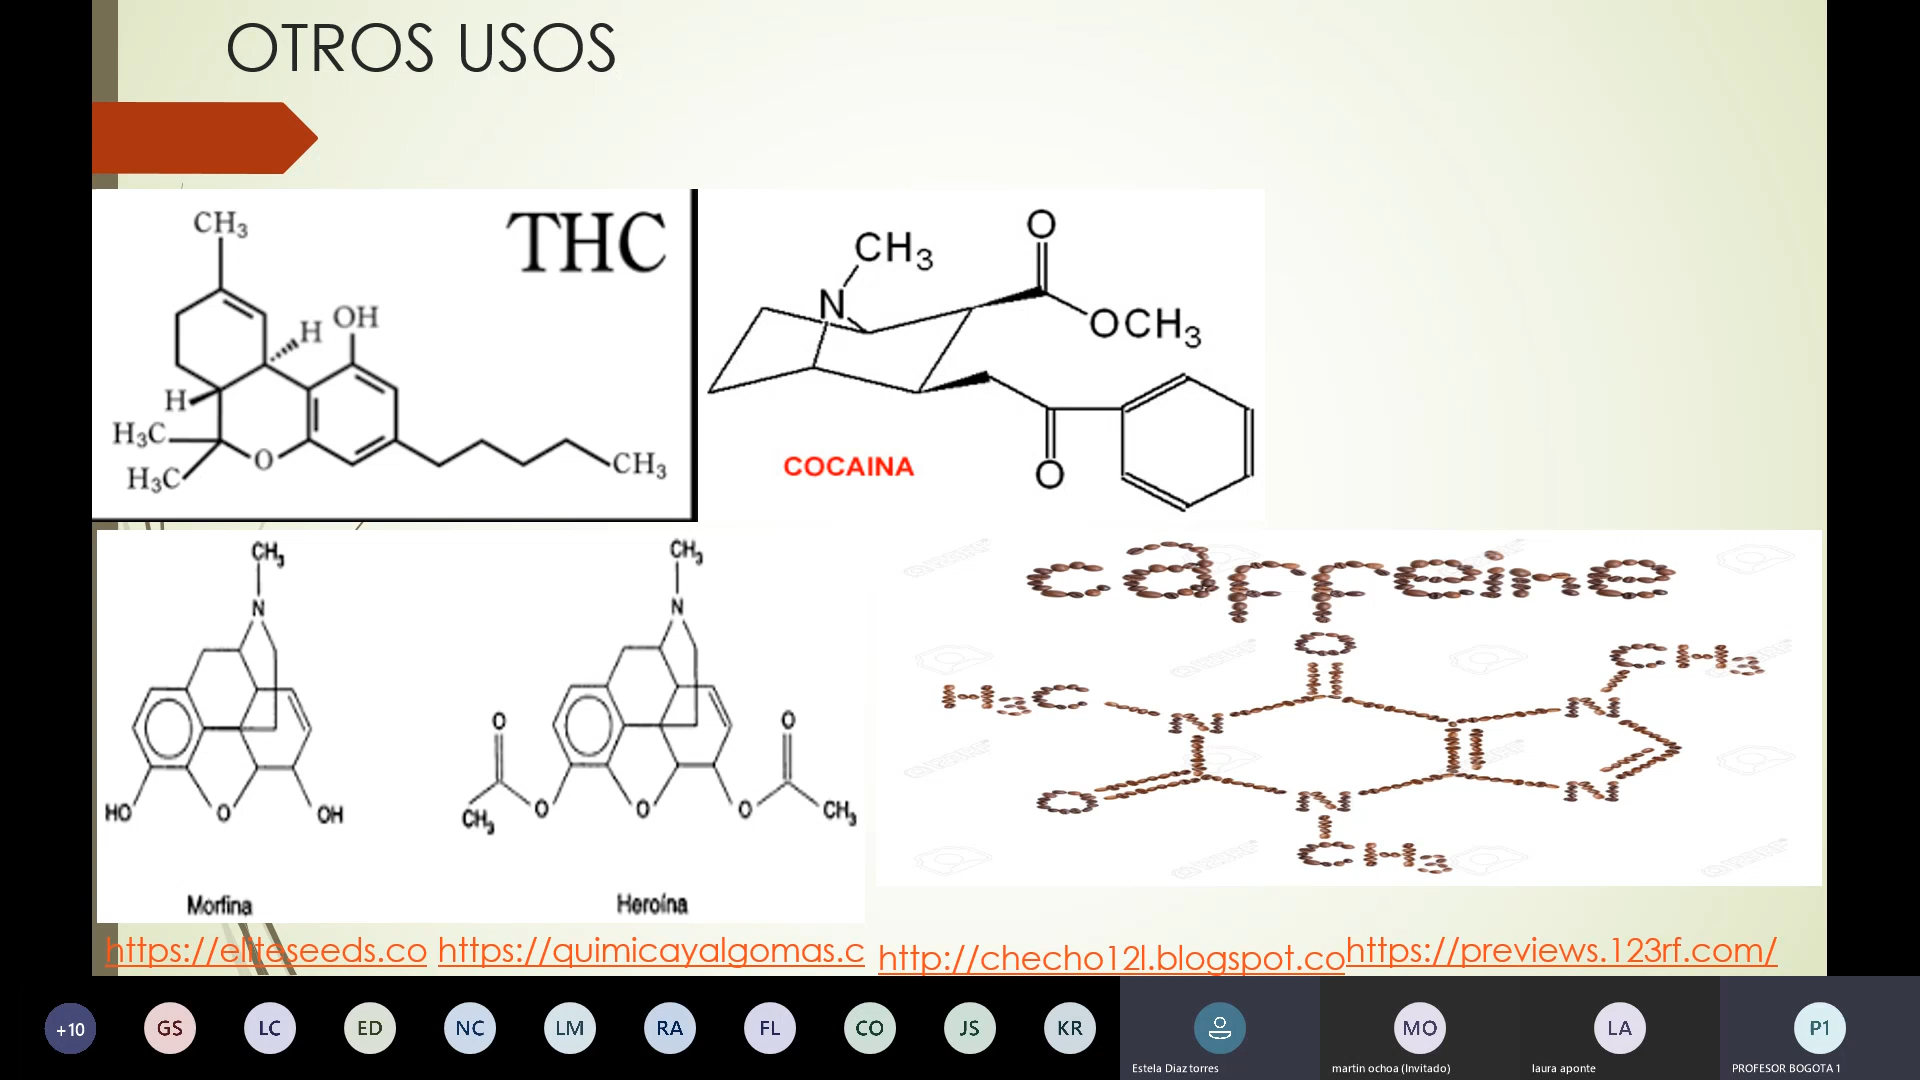 OTROS USOS
THC
CH3
H
OH
H
H3C
H3C
O
CH3
CH3
N
O
OCH3
O
COCAINA
CH3
N
HO
O
OH
Morfina
CH3
N
O
O
CH3
O
O
O
CH3
Heroína
caffeine
O
CH3
H3C
N
N
O
N
N
CH3
https://eliteseeds.co https://quimicayalgomas.c http://checho12l.blogspot.co https://previews.123rf.com/
+10
GS
LC
ED
NC
LM
RA
FL
CO
JS
KR
MO
LA
P1
Estela Diaz torres
martin ochoa (Invitado)
laura aponte
PROFESOR BOGOTA 1